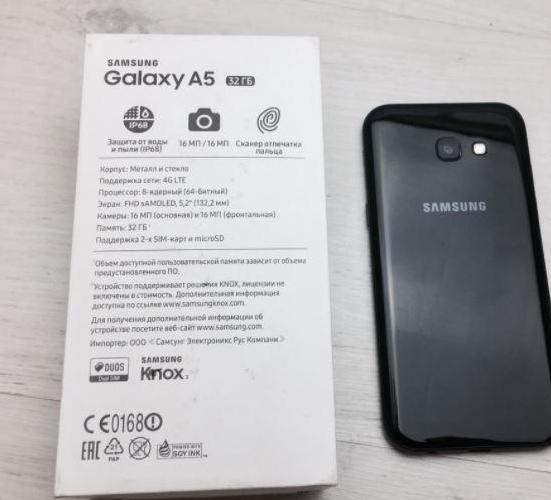 SAMSUNG
Galaxy A5 32 ГБ
IP68
Защита от воды
и пыли (IP68)
16 МП / 16 МП
Сканер отпечатка
пальца
Корпус: Металл и стекло
Поддержка сети: 4G LTE
Процессор: 8-ядерный (64-битный)
Экран: FHD sAMOLED, 5,2" (132,2 мм)
Камеры: 16 МП (основная) и 16 МП (фронтальная)
Память: 32 ГБ
Поддержка 2-х SIM-карт и microSD
Объем доступной пользовательской памяти зависит от объема
предустановленного ПО.
Устройство поддерживает решения KNOX, лицензии не
включены в стоимость. Дополнительная информация
доступна по ссылке www.samsungknox.com.
Для получения дополнительной информации об
устройстве посетите веб-сайт www.samsung.com.
Импортер: ООО < Самсунг Электроникс Рус Компани >
DUOS
Dual SIM
SAMSUNG
Knox
CE0168
EAC
21
PAP
PRINTED WITH
SOY INK
SAMSUNG